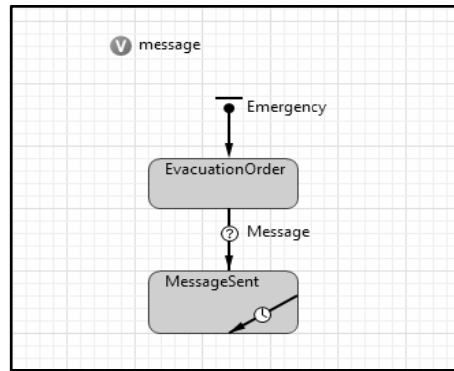 V message
Emergency
EvacuationOrder
? Message
MessageSent